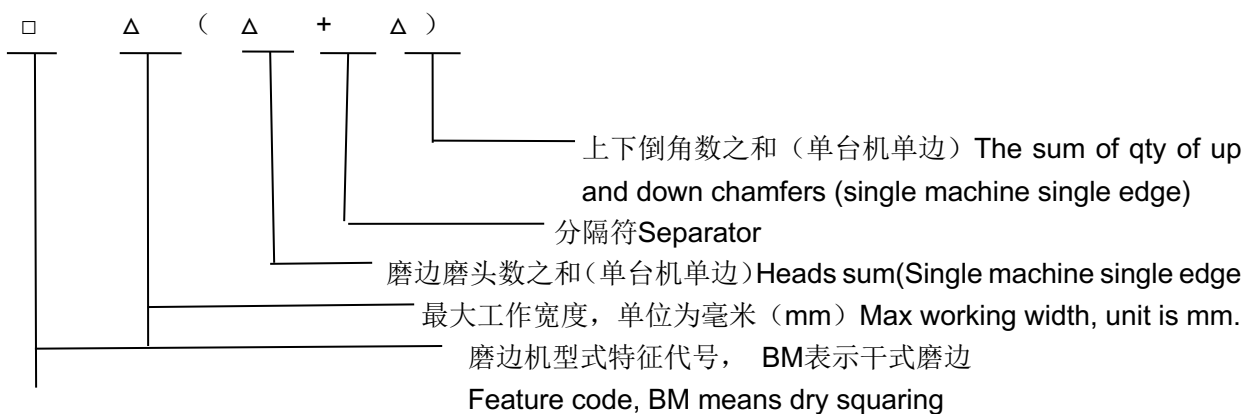 □ △ （ △ + △ ）
上下倒角数之和（单台机单边）The sum of qty of up
and down chamfers (single machine single edge)
分隔符Separator
磨边磨头数之和（单台机单边）Heads sum(Single machine single edge
最大工作宽度，单位为毫米（mm）Max working width, unit is mm.
磨边机型式特征代号， BM表示干式磨边
Feature code, BM means dry squaring